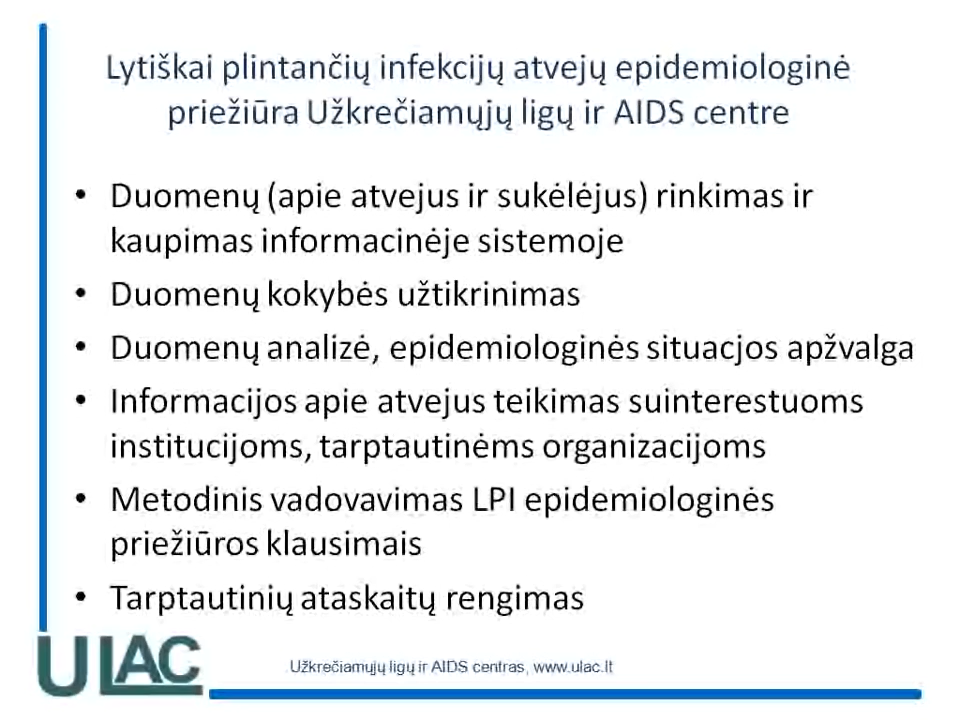 Lytiškai plintančių infekcijų atvejų epidemiologinė
priežiūra Užkrečiamųjų ligų ir AIDS centre
• Duomenų (apie atvejus ir sukėlėjus) rinkimas ir
kaupimas informacinėje sistemoje
• Duomenų kokybės užtikrinimas
• Duomenų analizė, epidemiologinės situacjos apžvalga
• Informacijos apie atvejus teikimas suinterestuoms
institucijoms, tarptautinėms organizacijoms
• Metodinis vadovavimas LPI epidemiologinės
priežiūros klausimais
• Tarptautinių ataskaitų rengimas
ULAC
Užkrečiamųjų ligų ir AIDS centras, www.ulac.lt